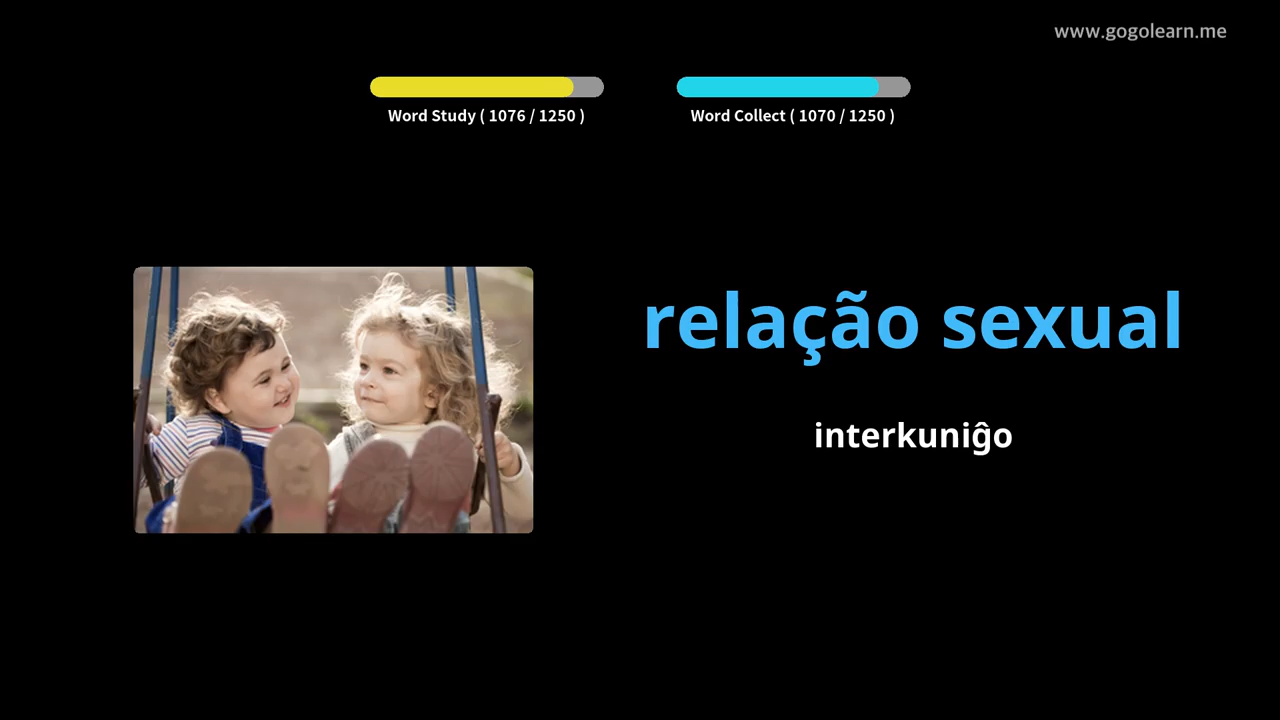 www.gogolearn.me
Word Study ( 1076 / 1250 )
Word Collect ( 1070 / 1250 )
relação sexual
interkuniĝo